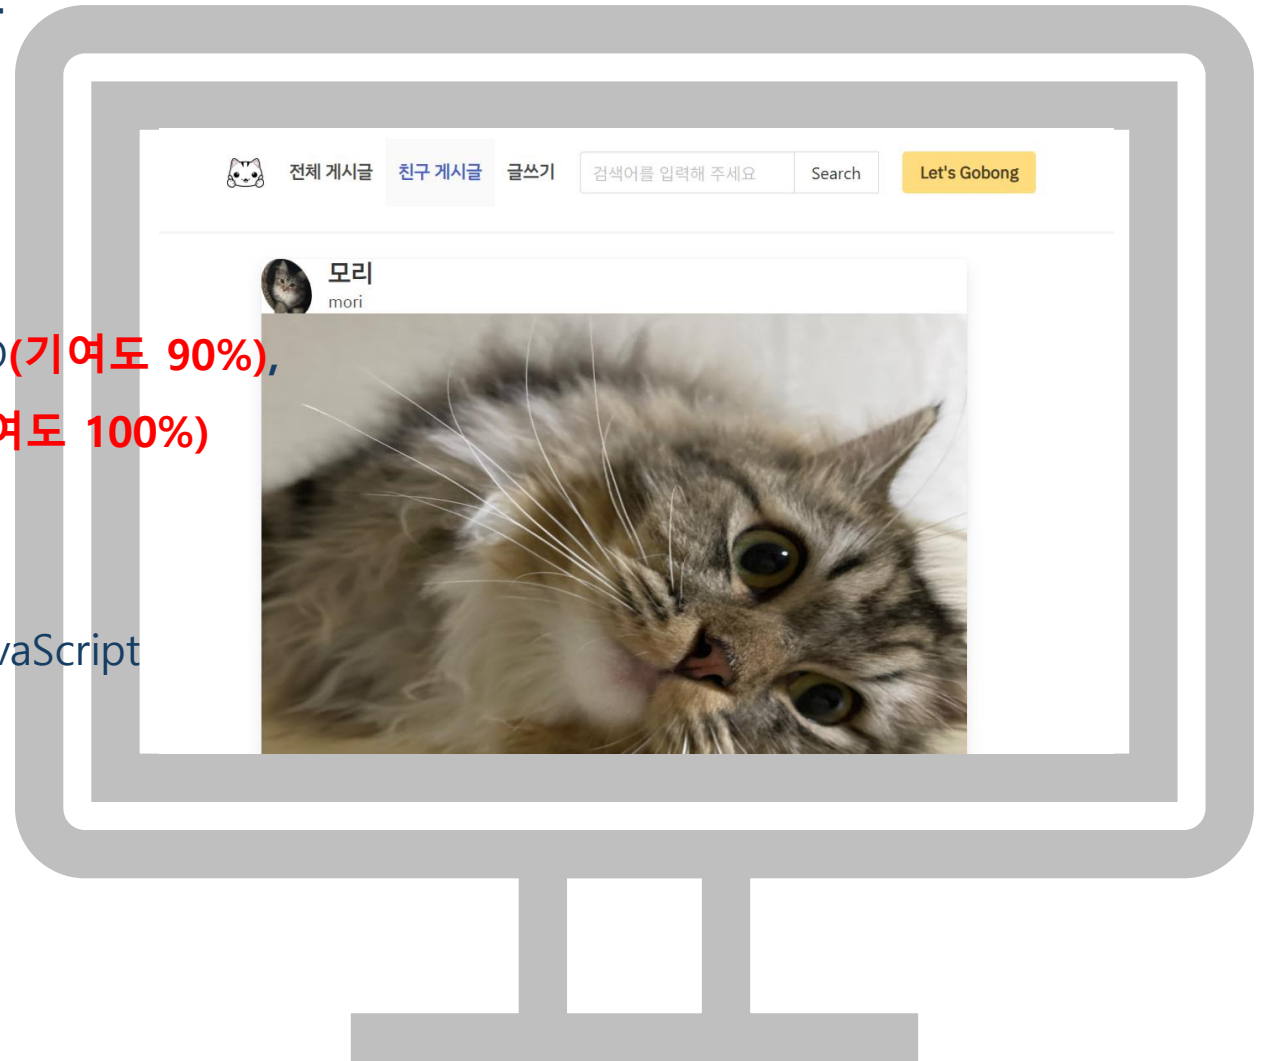 전체 게시글 친구 게시글 글쓰기 검색어를 입력해 주세요 Search Let's Gobong
모리
mori
(기여도 90%),
여도 100%)
vaScript